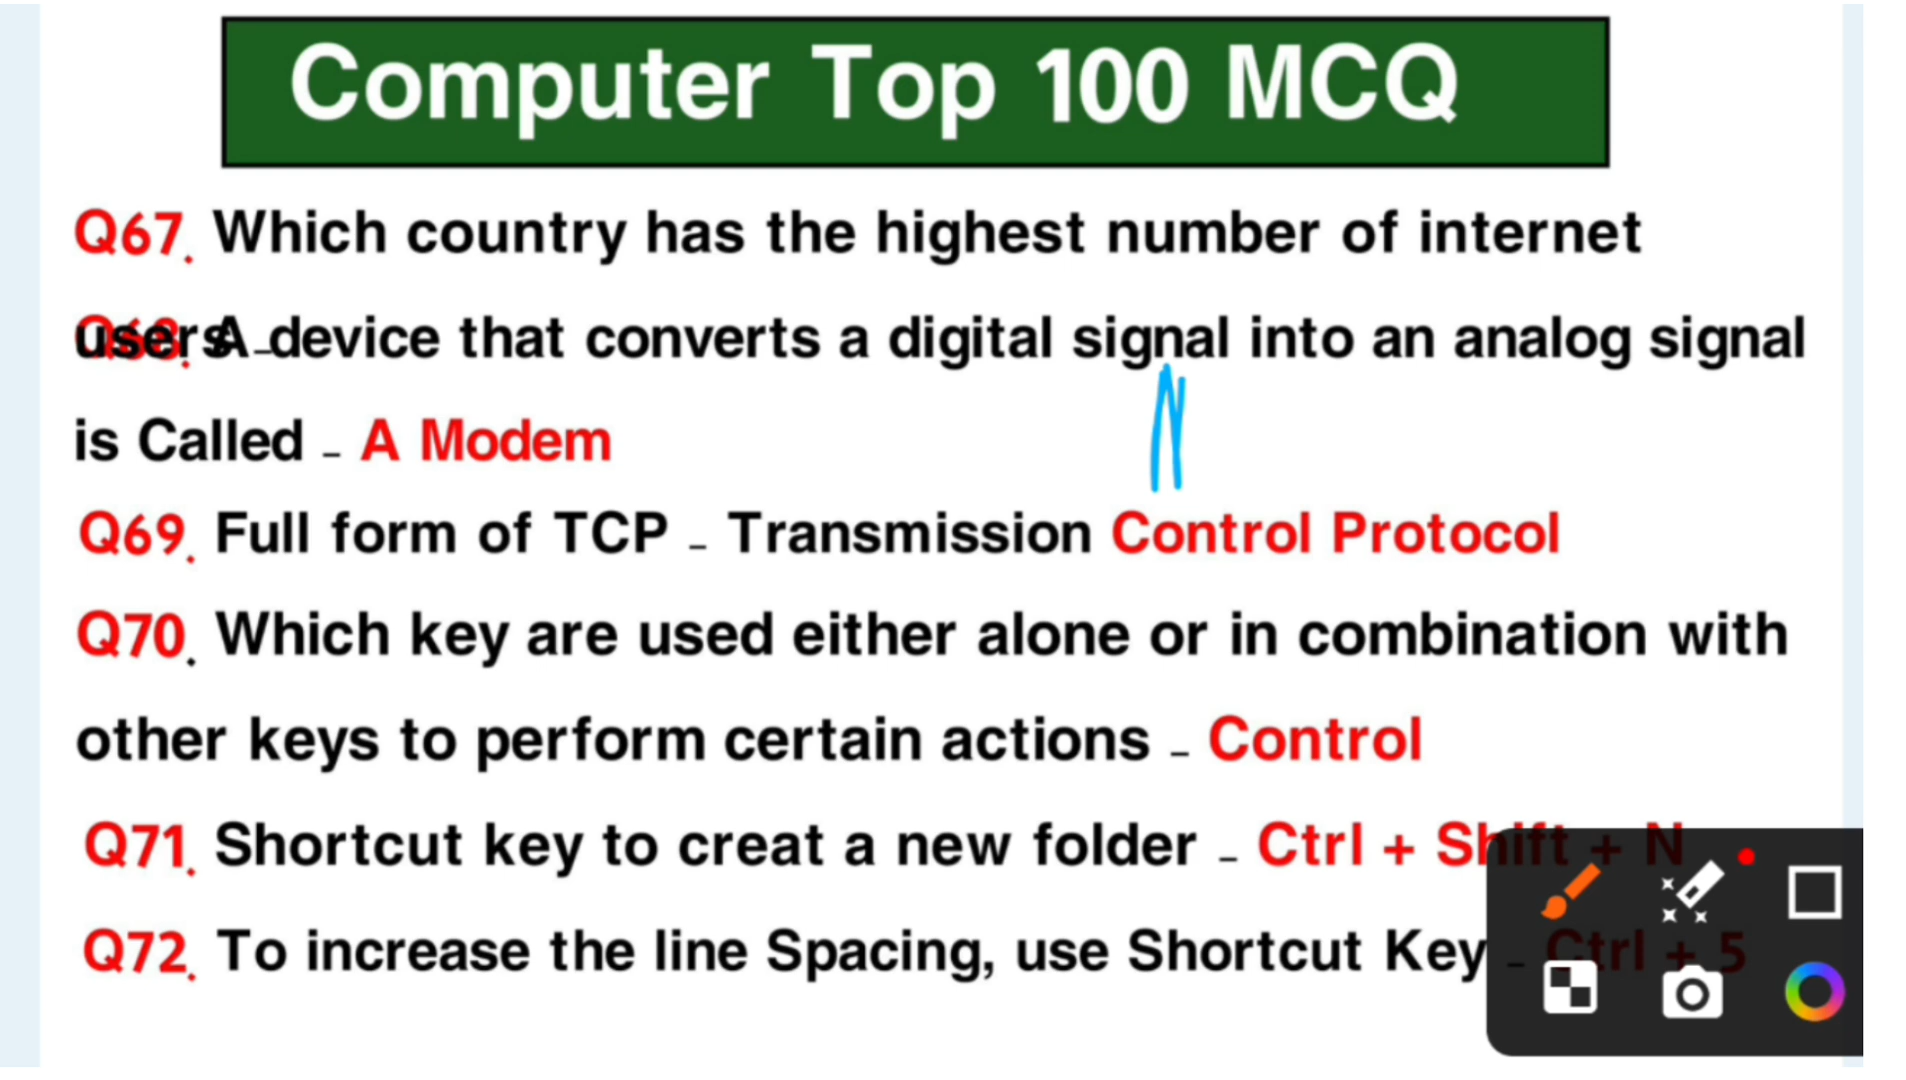 Computer Top 100 MCQ
Q67. Which country has the highest number of internet
users -
Q68. A device that converts a digital signal into an analog signal
is Called - A Modem
N
Q69. Full form of TCP - Transmission Control Protocol
Q70. Which key are used either alone or in combination with
other keys to perform certain actions - Control
Q71. Shortcut key to creat a new folder - Ctrl + Shift + N
Q72. To increase the line Spacing, use Shortcut Key - Ctrl + 5